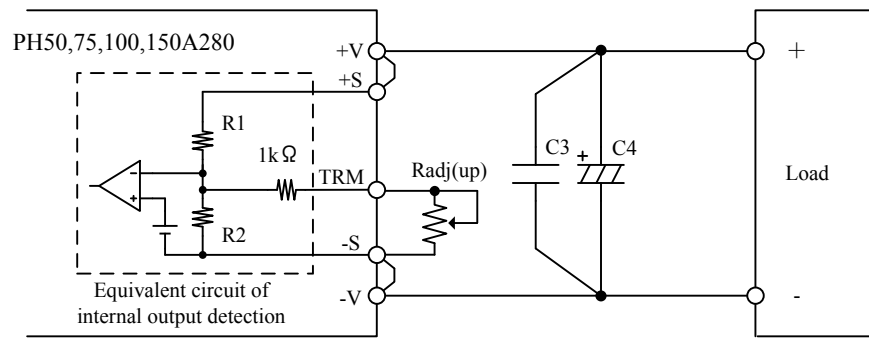 PH50,75,100,150A280
+V
+S
R1
1kΩ
TRM
Radj(up)
-
+
R2
-S
-V
Equivalent circuit of
internal output detection
C3
+
C4
+
Load
-